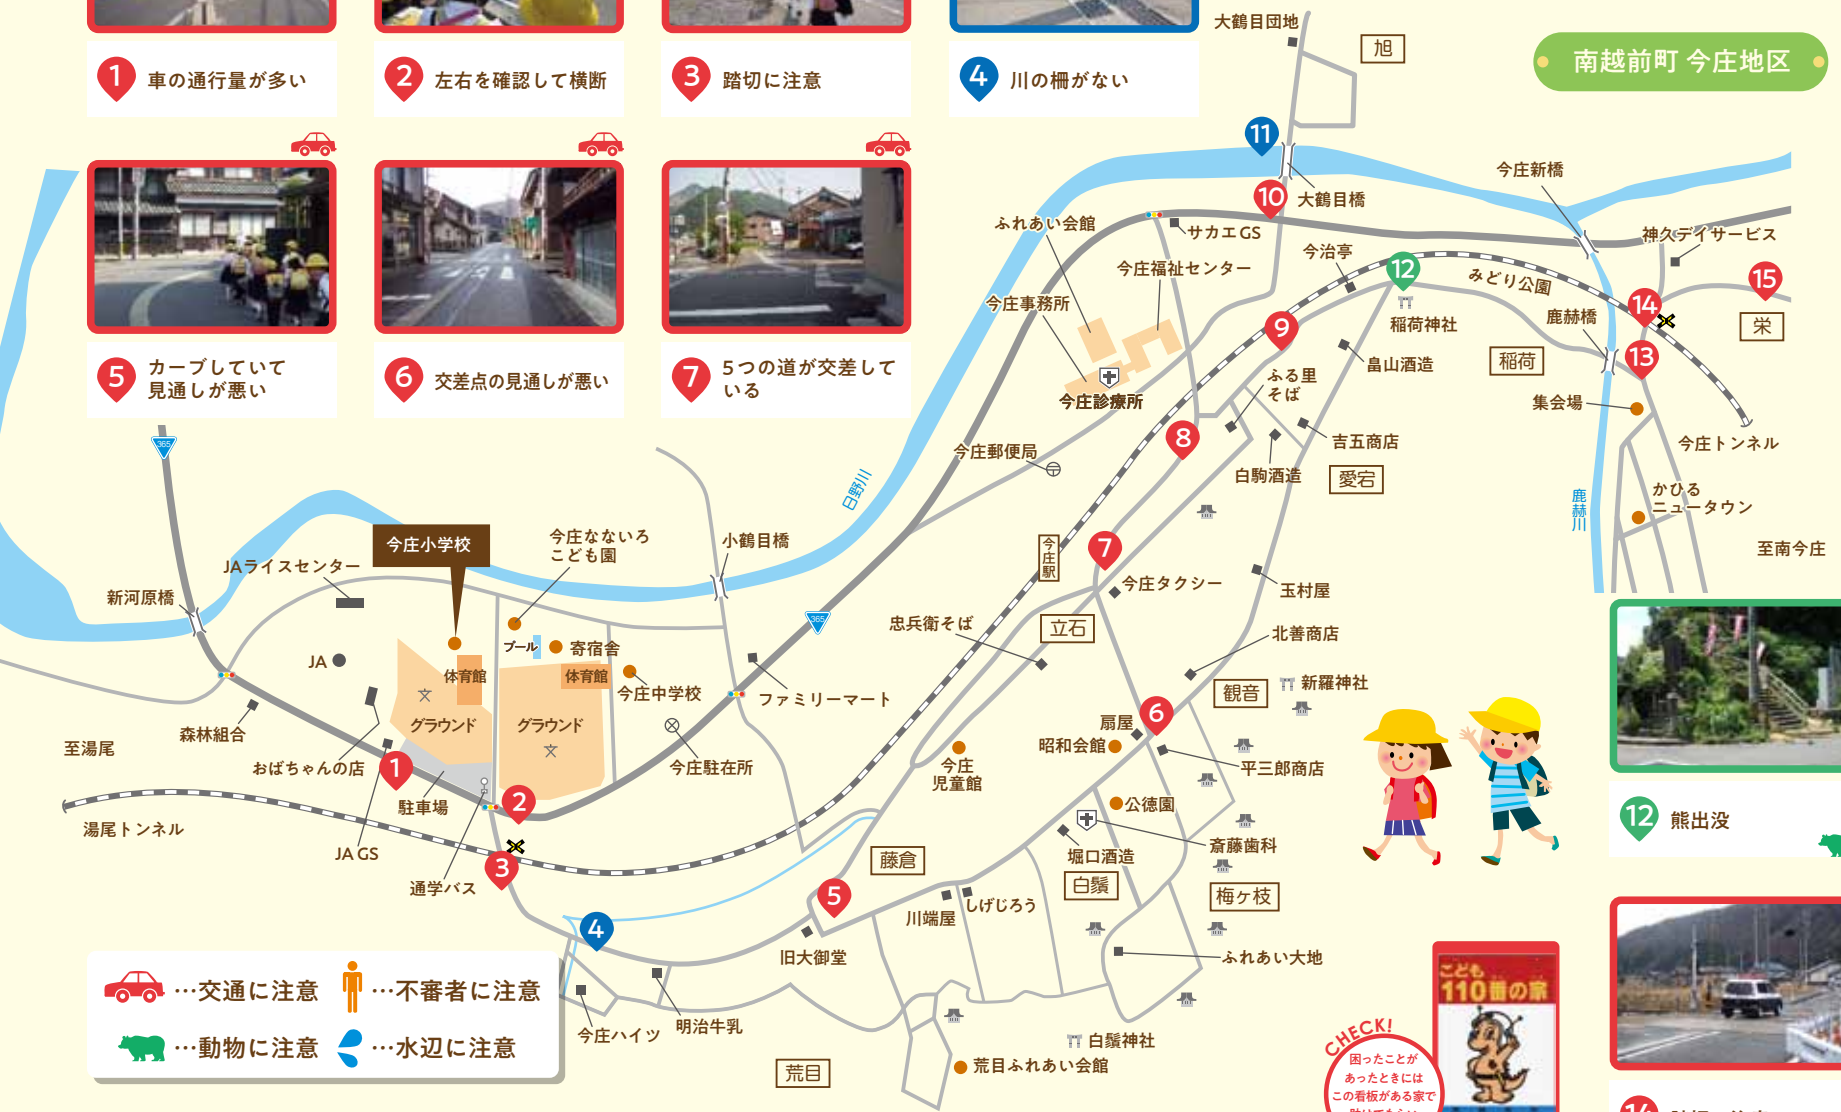 1 車の通行量が多い
2 左右を確認して横断
3 踏切に注意
4 川の柵がない
5 カーブしていて
見通しが悪い
6 交差点の見通しが悪い
7 5つの道が交差して
いる
南越前町 今庄地区
大鶴目団地
旭
11
10
大鶴目橋
今庄新橋
ふれあい会館
サカエGS
神久デイサービス
今庄福祉センター
今治亭
12
みどり公園
15
今庄事務所
14
9
稲荷神社
鹿赫橋
栄
畠山酒造
稲荷
13
ふる里
そば
今庄診療所
集会場
8
吉五商店
今庄トンネル
今庄郵便局
白駒酒造
愛宕
かひる
ニュータウン
日野川
鹿赫川
至南今庄
365
今庄小学校
今庄なないろ
こども園
小鶴目橋
JAライスセンター
今庄駅
7
今庄タクシー
玉村屋
新河原橋
365
忠兵衛そば
立石
北善商店
プール
寄宿舎
JA
体育館
体育館
今庄中学校
ファミリーマート
観音
新羅神社
文
グラウンド
グラウンド
文
扇屋
6
昭和会館
森林組合
至湯尾
おばちゃんの店
1
今庄駐在所
今庄
児童館
平三郎商店
駐車場
2
公徳園
湯尾トンネル
JA GS
3
通学バス
藤倉
堀口酒造
斎藤歯科
白鬚
梅ヶ枝
5
川端屋
しげじろう
4
旧大御堂
ふれあい大地
今庄ハイツ
明治牛乳
白鬚神社
荒目
荒目ふれあい会館
12 熊出没
…交通に注意
…不審者に注意
…動物に注意
…水辺に注意
こども
110番の家
CHECK!
困ったことが
あったときには
この看板がある家で
14